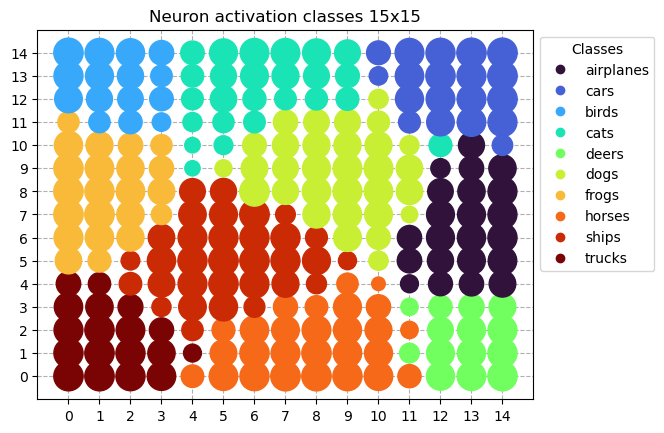 Neuron activation classes 15x15
14
13
12
11
10
9
8
7
6
5
4
3
2
1
0
0 1 2 3 4 5 6 7 8 9 10 11 12 13 14
Classes
airplanes
cars
birds
cats
deers
dogs
frogs
horses
ships
trucks